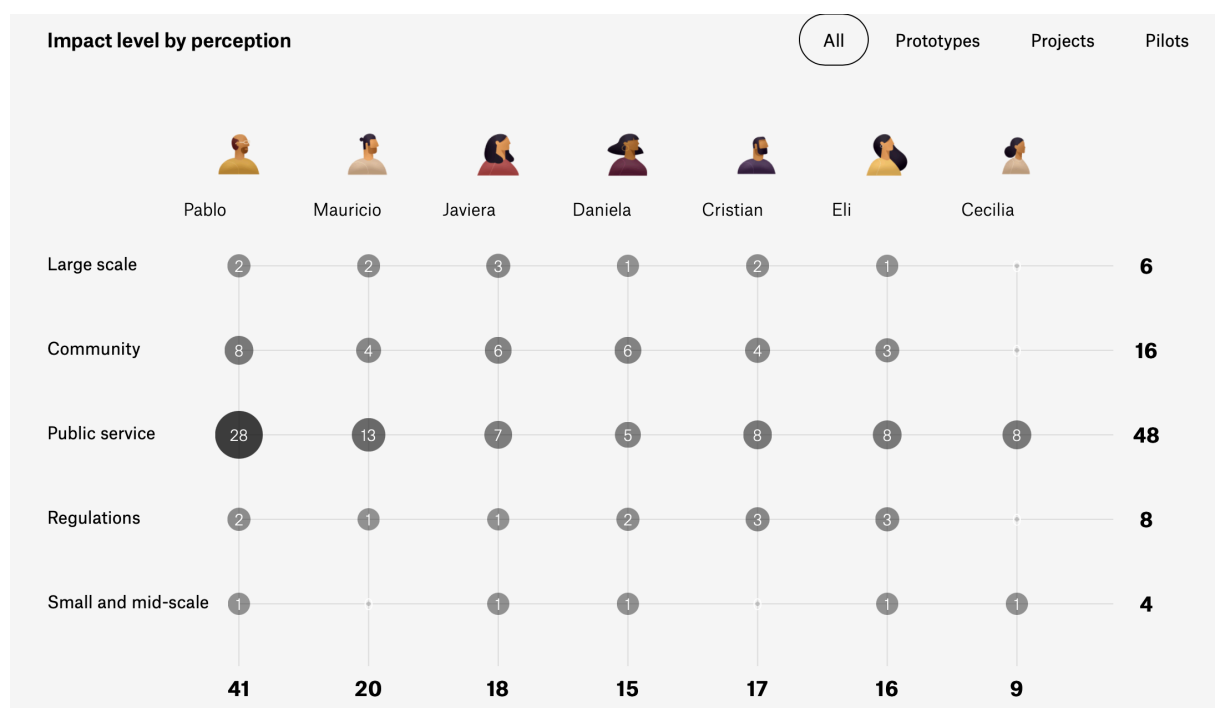 Impact level by perception All Prototypes Projects Pilots
Pablo Mauricio Javiera Daniela Cristian Eli Cecilia
Large scale 2 2 3 1 2 1 6
Community 8 4 6 6 4 3 16
Public service 28 13 7 5 8 8 8 48
Regulations 2 1 1 2 3 3 8
Small and mid-scale 1 1 1 1 1 4
41 20 18 15 17 16 9